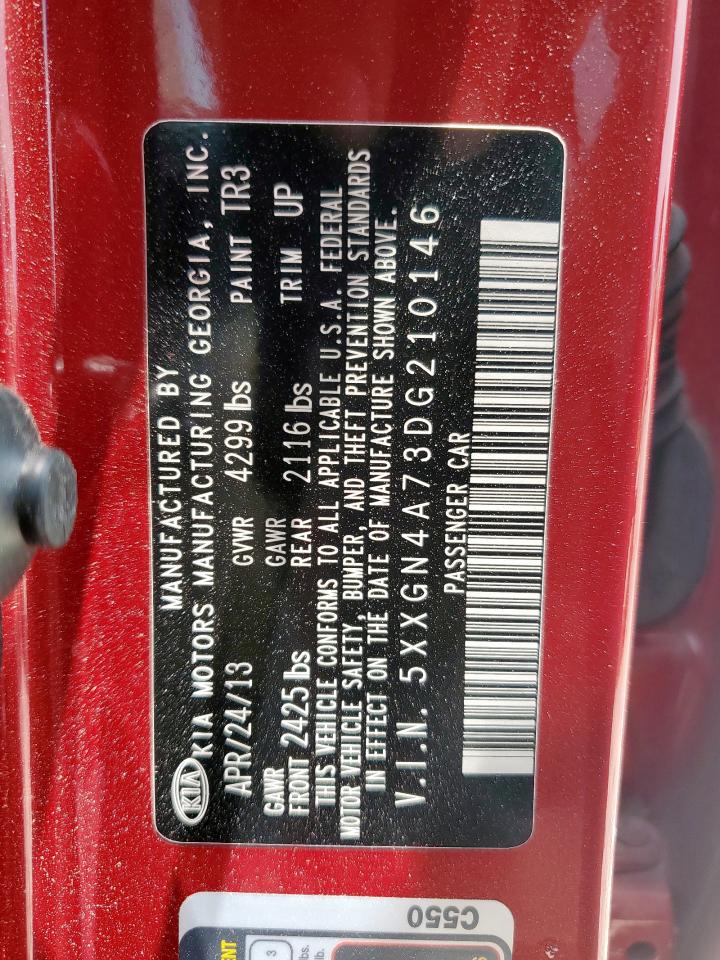 MANUFACTURED BY
KIA KIA MOTORS MANUFACTURING GEORGIA, INC.
APR/24/13 GVWR 4299 lbs PAINT TR3
GAWR FRONT 2425 lbs GAWR REAR 2116 lbs TRIM UP
THIS VEHICLE CONFORMS TO ALL APPLICABLE U.S.A. FEDERAL
MOTOR VEHICLE SAFETY, BUMPER, AND THEFT PREVENTION STANDARDS
IN EFFECT ON THE DATE OF MANUFACTURE SHOWN ABOVE.
V.I.N. 5XXGN4A73DG210146
PASSENGER CAR
C550
3